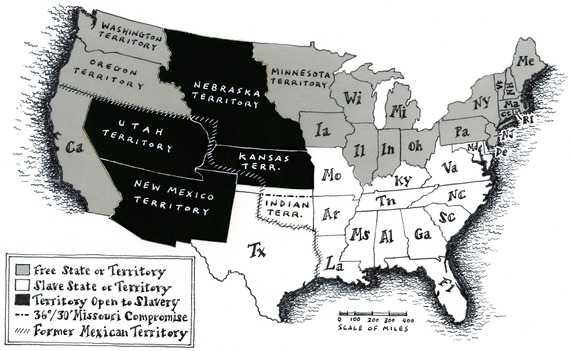 WASHINGTON
TERRITORY
OREGON
TERRITORY
NEBRASKA
TERRITORY
MINNESOTA
TERRITORY
UTAH
TERRITORY
KANSAS
TERR.
NEW MEXICO
TERRITORY
INDIAN
TERR.
Ca
Tx
Wi
Mi
Ia
Il
In
Oh
Pa
NY
Me
Vt
NH
Ma
Ct
RI
NJ
De
Md
Mo
Ky
Va
Tn
NC
SC
Ar
Ms
Al
Ga
La
Fl
Free State or Territory
Slave State or Territory
Territory Open to Slavery
36°/30' Missouri Compromise
Former Mexican Territory
0 100 200 300 400
SCALE OF MILES